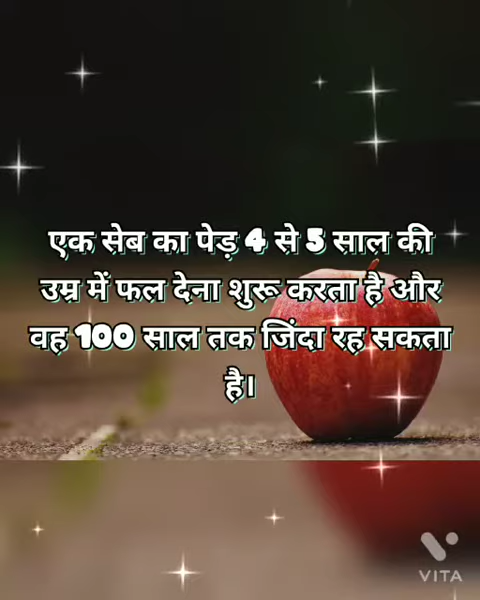 एक सेब का पेड़ 4 से 5 साल की
उम्र में फल देना शुरू करता है और
वह 100 साल तक जिंदा रह सकता
है।
VITA